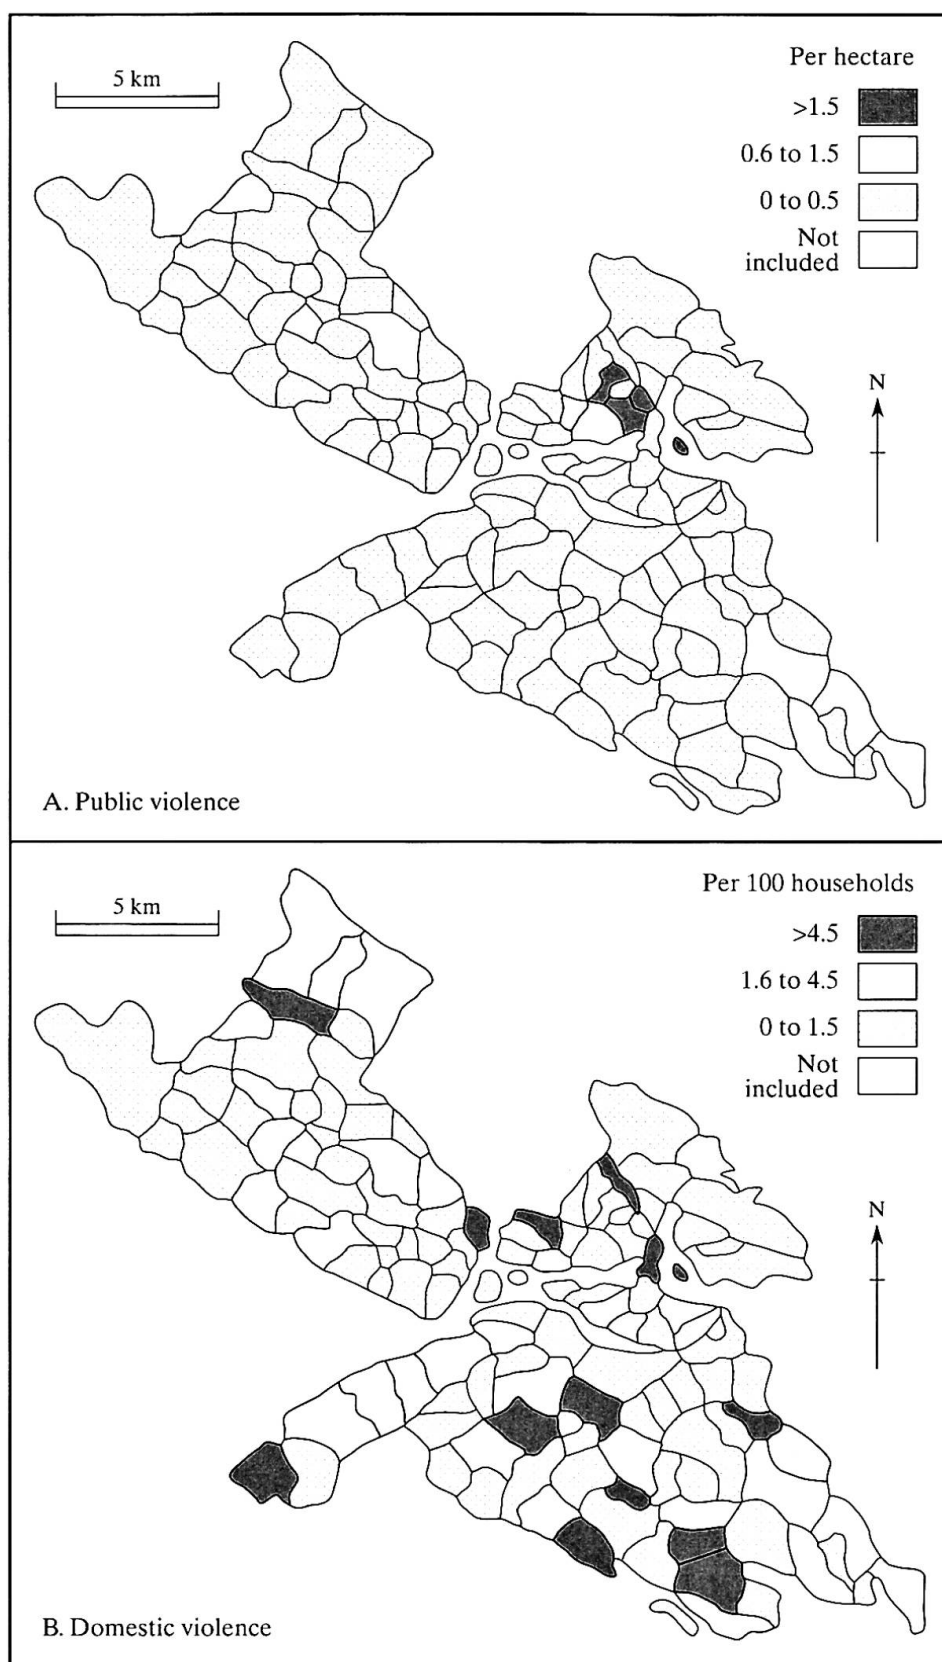 5 km
Per hectare
>1.5
0.6 to 1.5
0 to 0.5
Not
included
N
A. Public violence
5 km
Per 100 households
>4.5
1.6 to 4.5
0 to 1.5
Not
included
N
B. Domestic violence